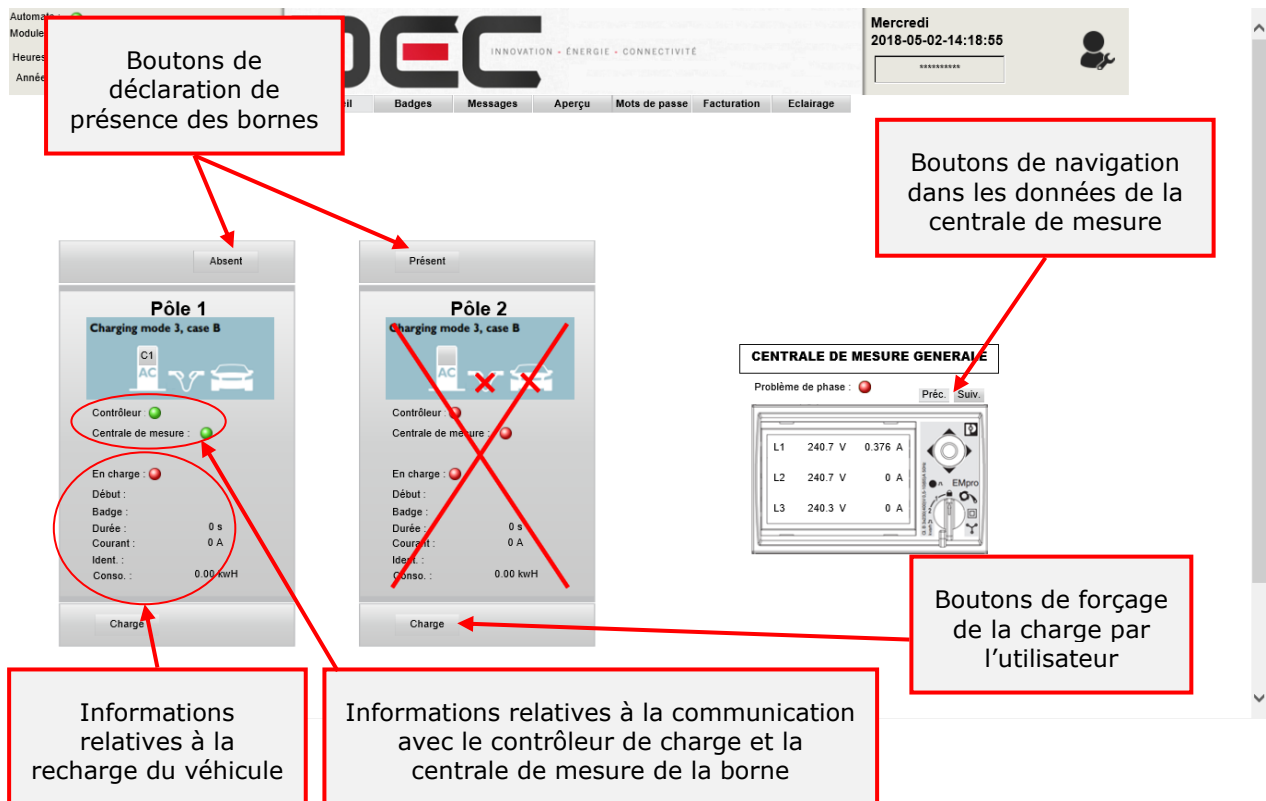 Automate :
Module
Heures
Année
Boutons de
déclaration de
présence des bornes
INNOVATION - ÉNERGIE - CONNECTIVITÉ
Mercredi
2018-05-02-14:18:55
**********
Badges Messages Aperçu Mots de passe Facturation Eclairage
Boutons de navigation
dans les données de la
centrale de mesure
Absent
Présent
Pôle 1
Charging mode 3, case B
C1
AC
Contrôleur :
Centrale de mesure :
En charge :
Début :
Badge :
Durée : 0 s
Courant : 0 A
Ident. :
Conso. : 0.00 kwH
Charge
Pôle 2
Charging mode 3, case B
AC
Contrôleur :
Centrale de mesure :
En charge :
Début :
Badge :
Durée : 0 s
Courant : 0 A
Ident. :
Conso. : 0.00 kwH
Charge
CENTRALE DE MESURE GENERALE
Problème de phase :
Préc. Suiv.
L1 240.7 V 0.376 A
L2 240.7 V 0 A
L3 240.3 V 0 A
EMpro
Boutons de forçage
de la charge par
l'utilisateur
Informations
relatives à la
recharge du véhicule
Informations relatives à la communication
avec le contrôleur de charge et la
centrale de mesure de la borne